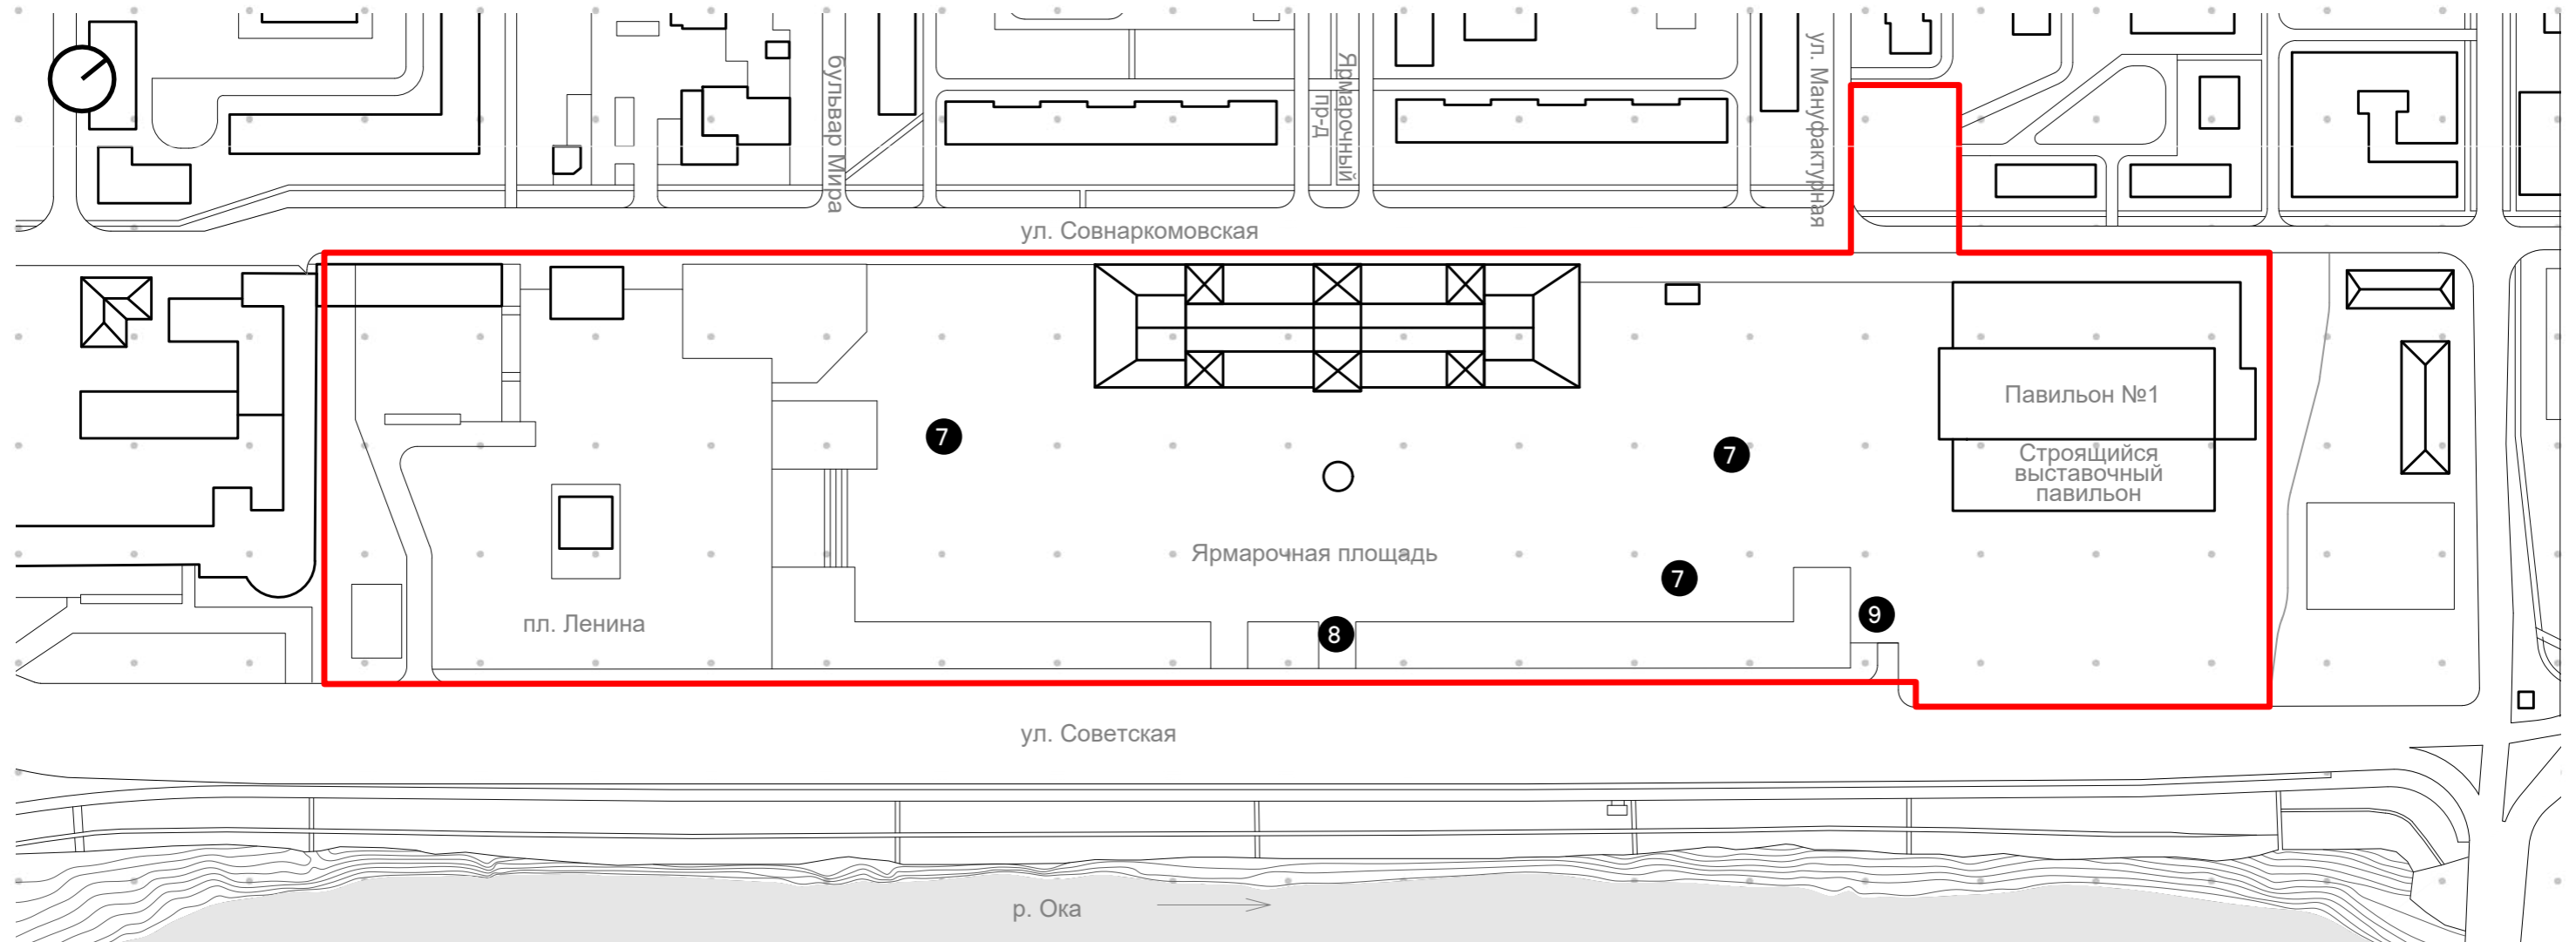 бульвар Мира
Ярмарочный
пр-д
ул. Мануфактурная
ул. Совнаркомовская
Павильон №1
Строящийся
выставочный
павильон
7
7
7
8
9
Ярмарочная площадь
пл. Ленина
ул. Советская
р. Ока